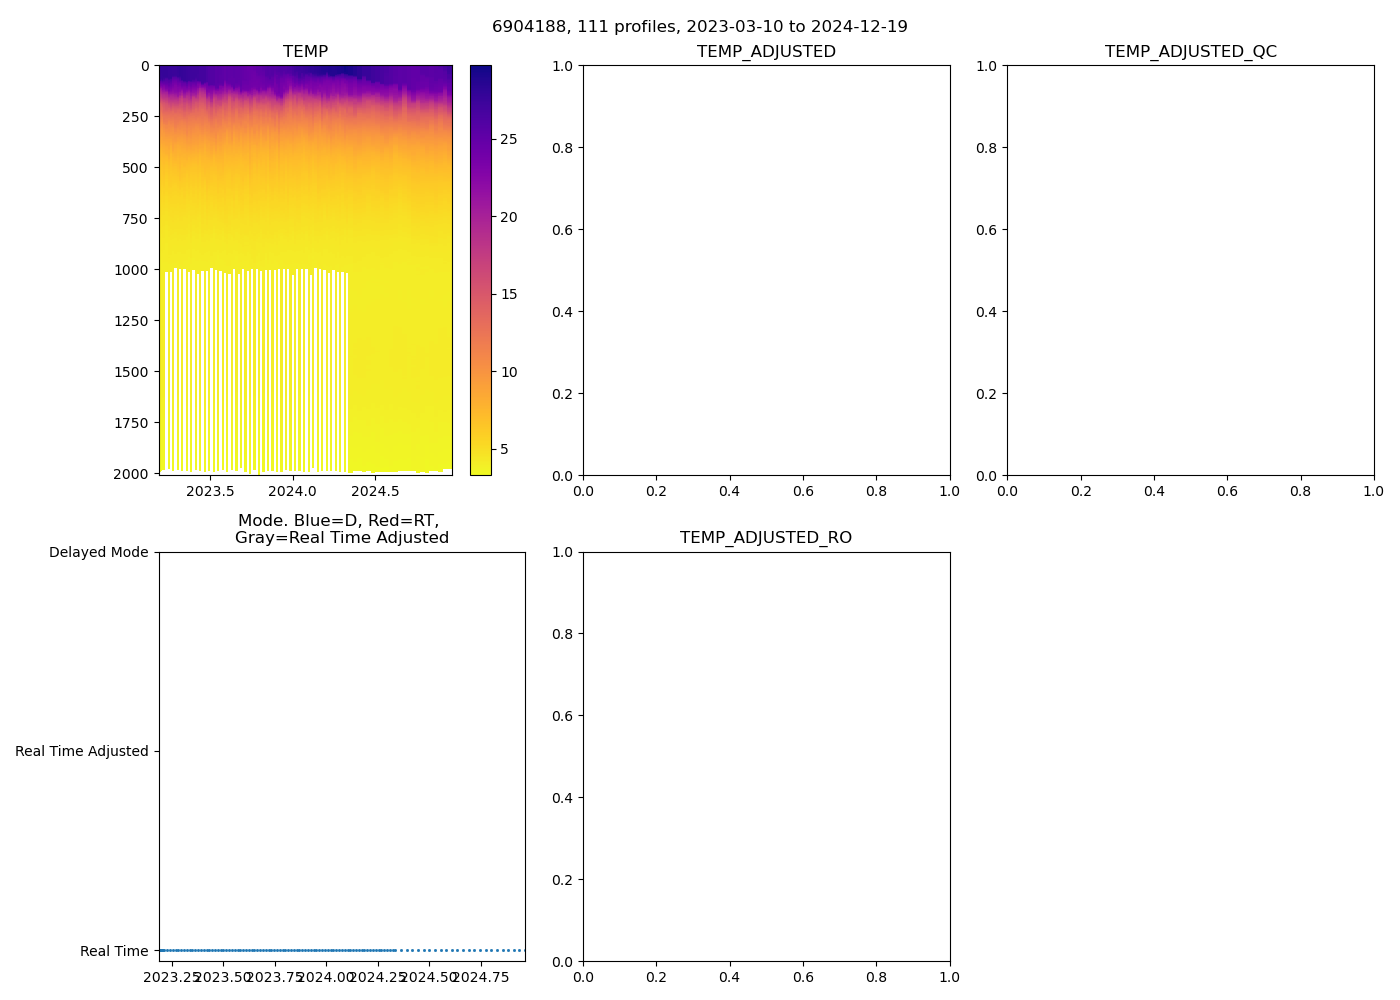 6904188, 111 profiles, 2023-03-10 to 2024-12-19
TEMP
0
250
500
750
1000
1250
1500
1750
2000
2023.5 2024.0 2024.5
25
20
15
10
5
TEMP_ADJUSTED
1.0
0.8
0.6
0.4
0.2
0.0
0.0 0.2 0.4 0.6 0.8 1.0
TEMP_ADJUSTED_QC
1.0
0.8
0.6
0.4
0.2
0.0
0.0 0.2 0.4 0.6 0.8 1.0
Mode. Blue=D, Red=RT,
Gray=Real Time Adjusted
Delayed Mode
Real Time Adjusted
Real Time
2023.25 2023.50 2023.75 2024.00 2024.25 2024.50 2024.75
TEMP_ADJUSTED_RO
1.0
0.8
0.6
0.4
0.2
0.0
0.0 0.2 0.4 0.6 0.8 1.0